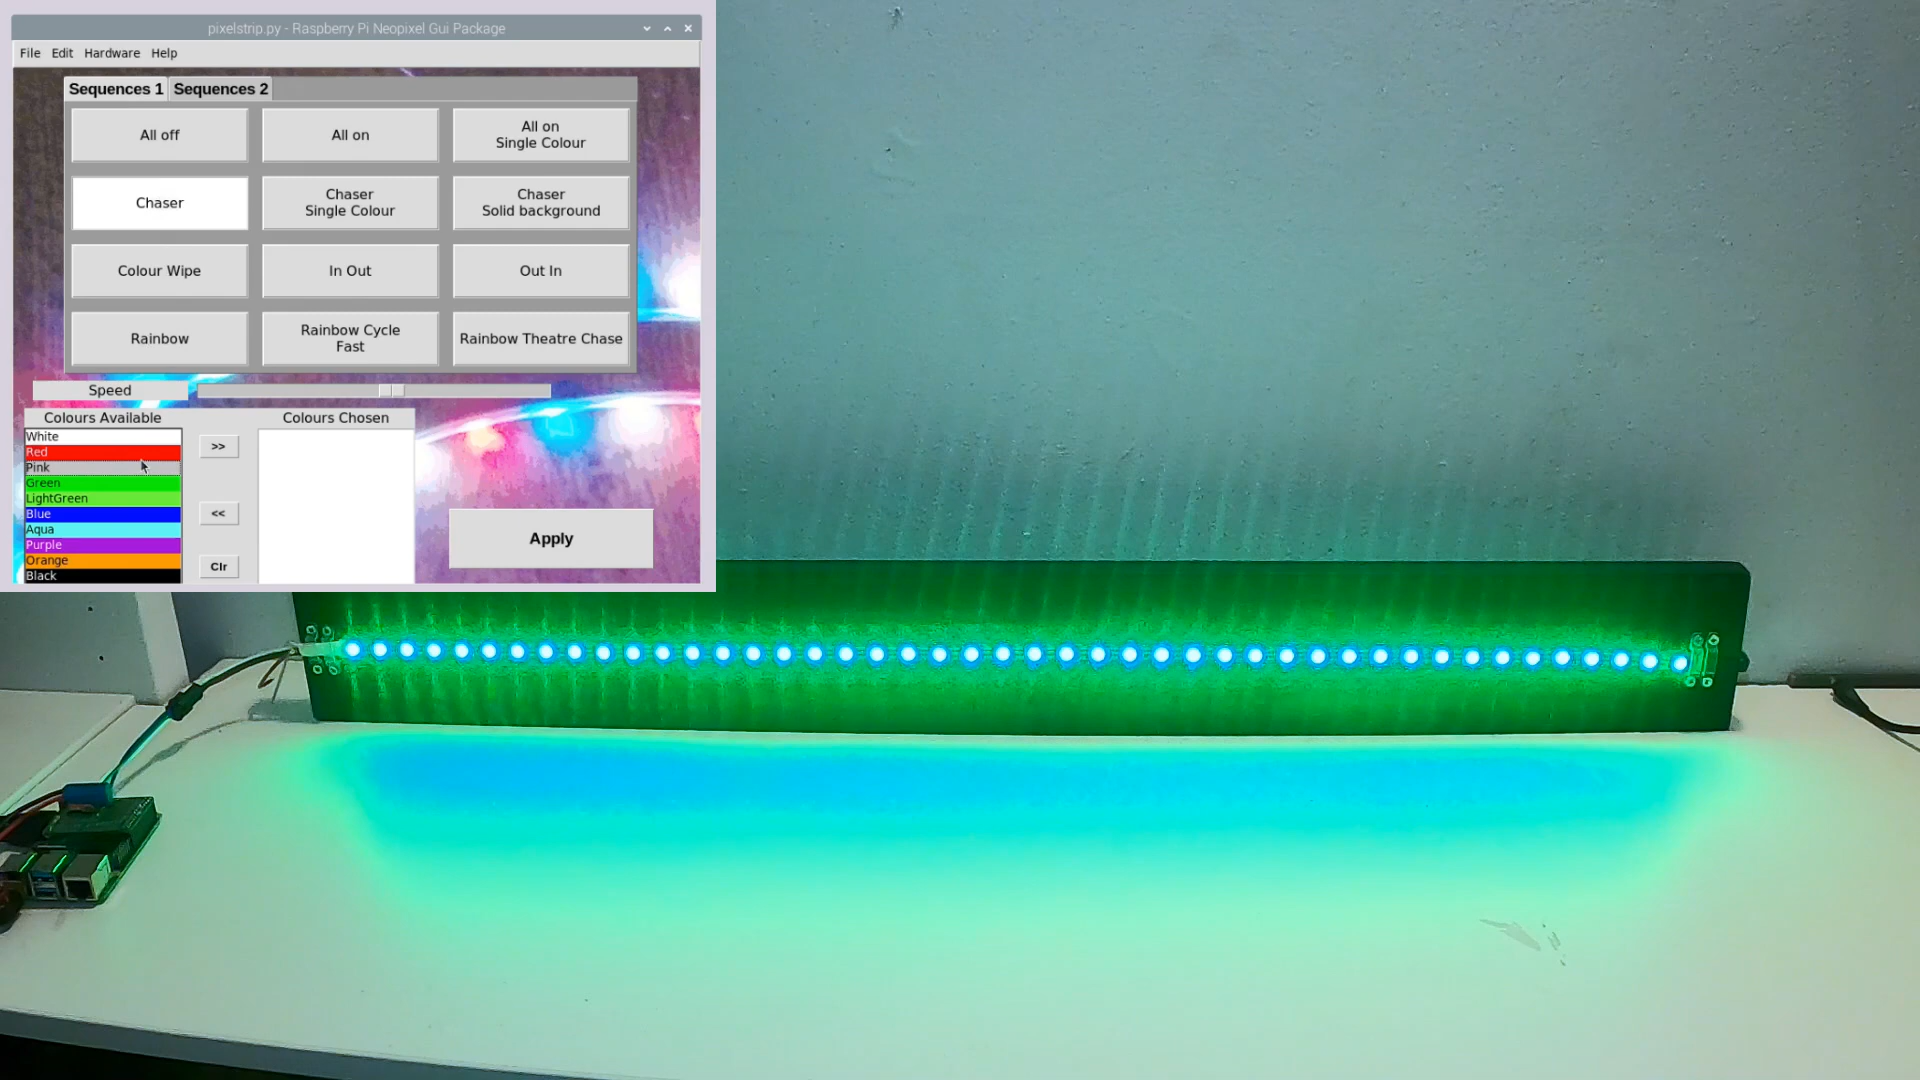 pixelstrip.py - Raspberry Pi Neopixel Gui Package
File Edit Hardware Help
Sequences 1 Sequences 2
All off
All on
All on
Single Colour
Chaser
Chaser
Single Colour
Chaser
Solid background
Colour Wipe
In Out
Out In
Rainbow
Rainbow Cycle
Fast
Rainbow Theatre Chase
Speed
Colours Available
Colours Chosen
White
Red
Pink
Green
LightGreen
Blue
Aqua
Purple
Orange
Black
>>
<<
Clr
Apply